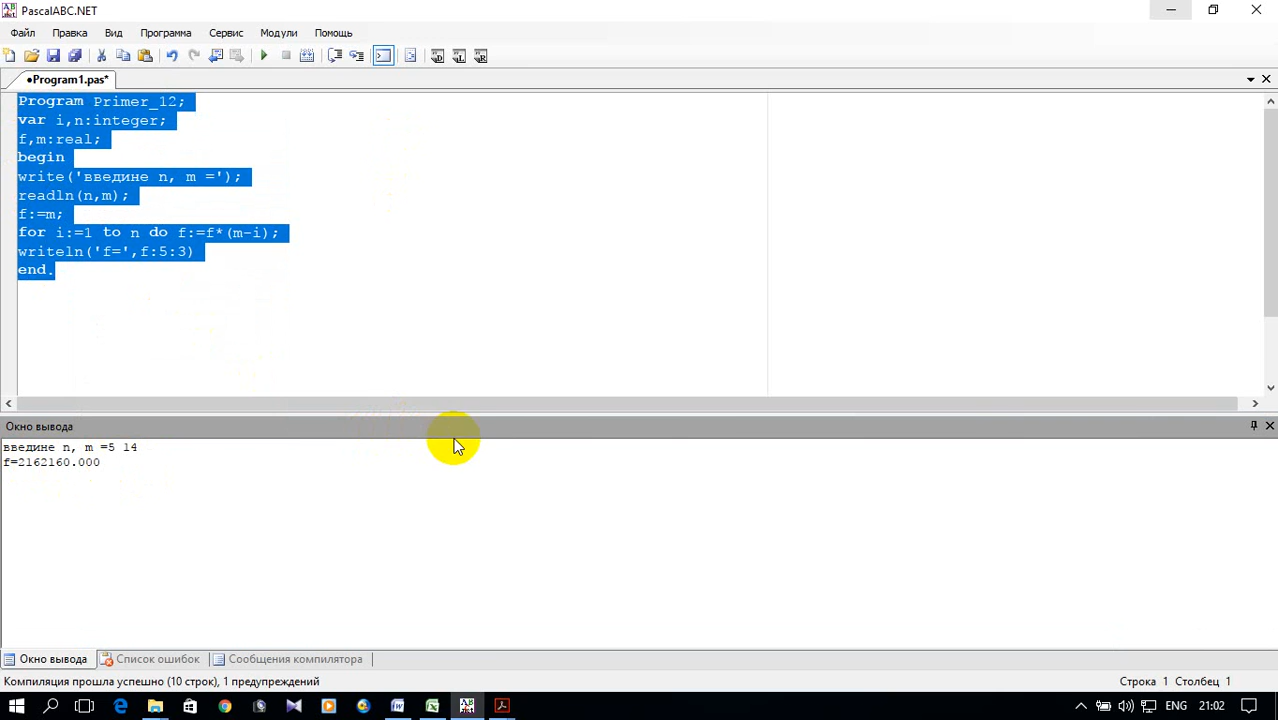 PascalABC.NET
Файл Правка Вид Программа Сервис Модули Помощь
•Program1.pas*
Program Primer_12;
var i,n:integer;
f,m:real;
begin
write('введине n, m =');
readln(n,m);
f:=m;
for i:=1 to n do f:=f*(m-i);
writeln('f=',f:5:3)
end.
Окно вывода
введине n, m =5 14
f=2162160.000
Окно вывода Список ошибок Сообщения компилятора
Компиляция прошла успешно (10 строк), 1 предупреждений Строка 1 Столбец 1
ENG 21:02